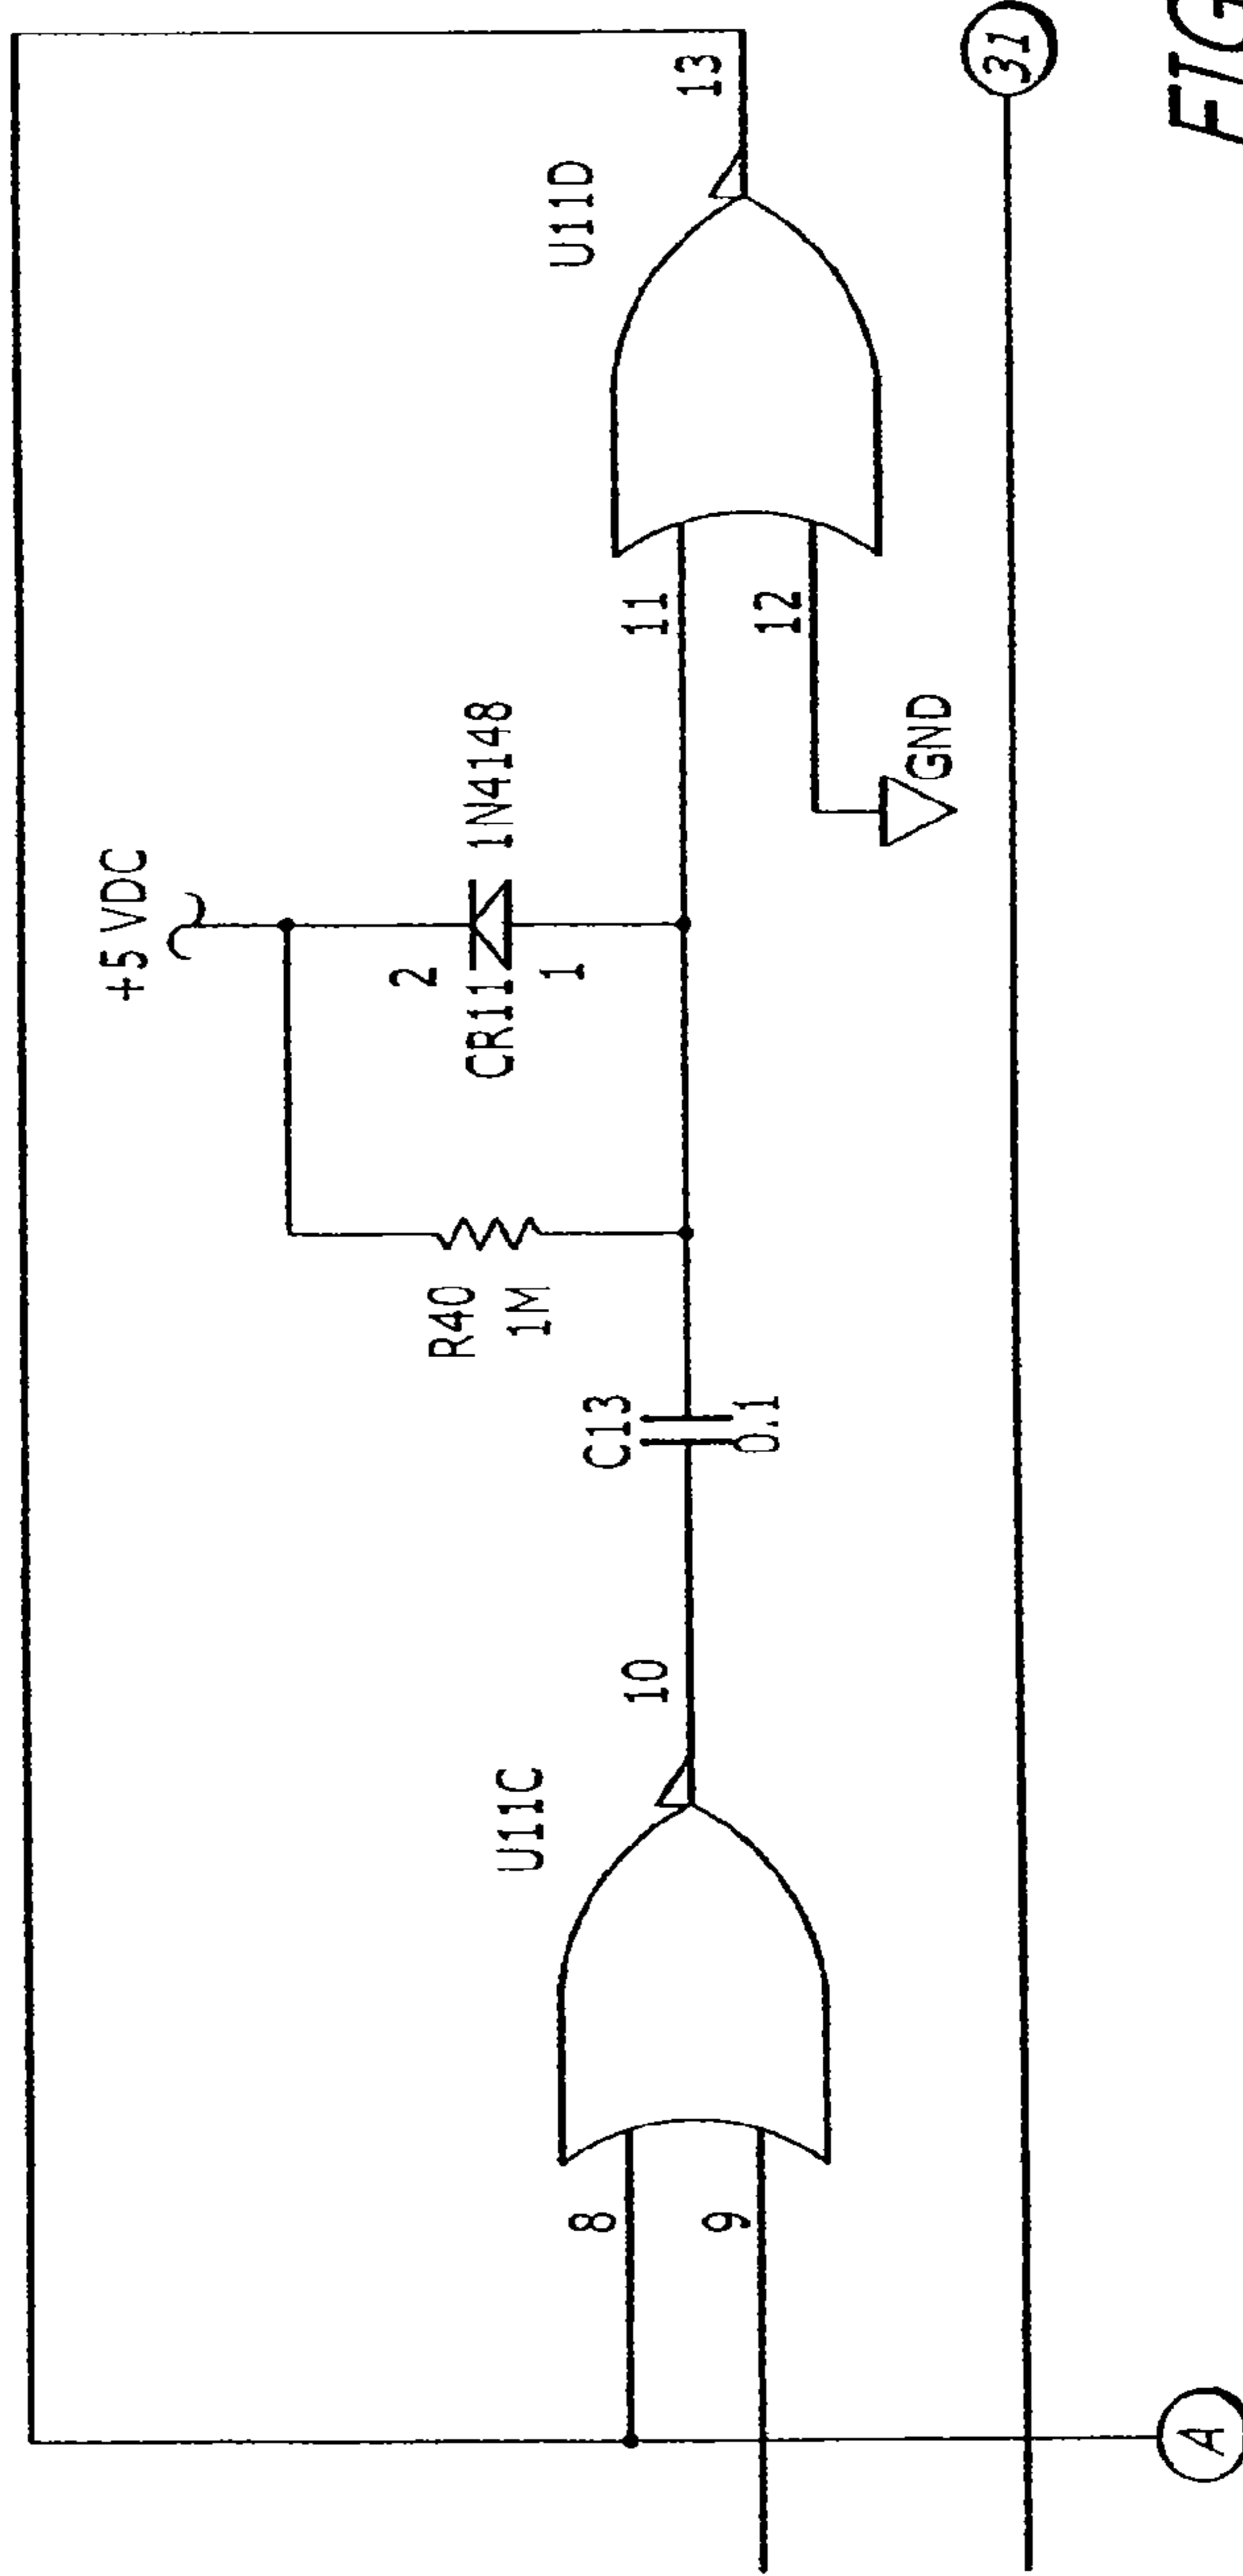 +5 VDC
13
31
U11D
2
CR11
1N4148
1
R40
1M
11
12
GND
C13
0.1
U11C
10
8
9
A
FIG